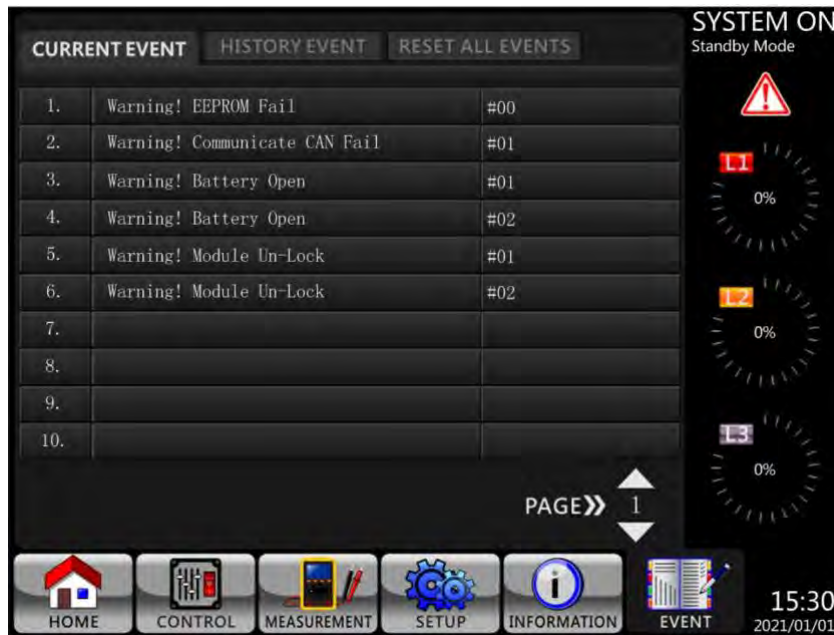 SYSTEM ON
Standby Mode
CURRENT EVENT HISTORY EVENT RESET ALL EVENTS
1. Warning! EEPROM Fail #00
2. Warning! Communicate CAN Fail #01
3. Warning! Battery Open #01
4. Warning! Battery Open #02
5. Warning! Module Un-Lock #01
6. Warning! Module Un-Lock #02
7.
8.
9.
10.
L1
0%
L2
0%
L3
0%
PAGE 1
HOME CONTROL MEASUREMENT SETUP INFORMATION EVENT
15:30
2021/01/01